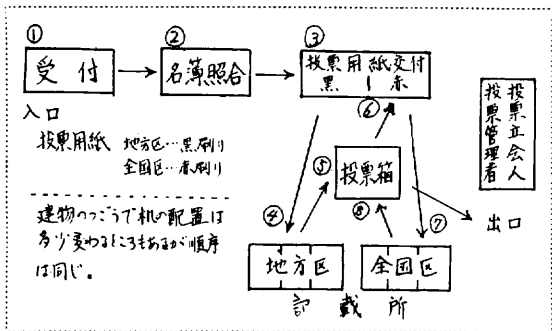 ①
受付
②
名簿照合
③
投票用紙交付
黒｜赤
⑥
投票立会人
投票管理者
入口
投票用紙 地方区…黒刷り
全国区…赤刷り
⑤
投票箱
④
⑧
⑦
出口
建物のつごうで机の配置は
多少変わるところもあるが順序
は同じ。
地方区
全国区
記載所